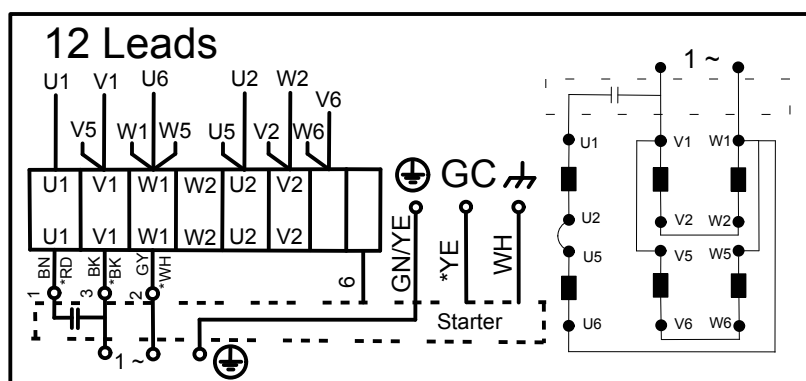 12 Leads
1 ~
U1 V1 U6 U2 W2
V6
V5 W1 W5 U5 V2 W6
U1 V1 W1 W2 U2 V2
U1 V1 W1 W2 U2 V2
GC
BN *RD BK *BK GY *WH
1 3 2 6
GN/YE *YE WH
Starter
1 ~
U1 V1 W1
U2 V2 W2
U5 V5 W5
U6 V6 W6